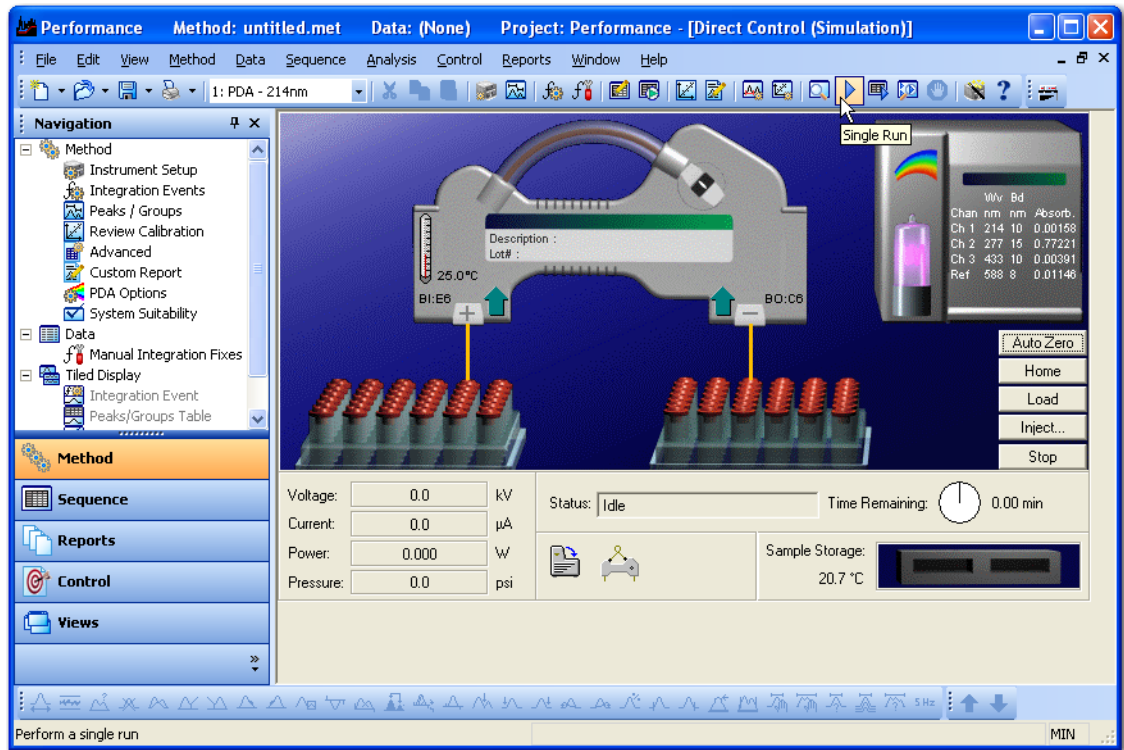 Performance Method: untitled.met Data: (None) Project: Performance - [Direct Control (Simulation)]
File Edit View Method Data Sequence Analysis Control Reports Window Help
1: PDA - 214nm
Single Run
Navigation
Method
Instrument Setup
Integration Events
Peaks / Groups
Review Calibration
Advanced
Custom Report
PDA Options
System Suitability
Data
Manual Integration Fixes
Tiled Display
Integration Event
Peaks/Groups Table
Method
Sequence
Reports
Control
Views
Description :
Lot# :
25.0°C
BI:E6
BO:C6
Wv Bd
Chan nm nm Absorb.
Ch 1 214 10 0.00158
Ch 2 277 15 0.77221
Ch 3 433 10 0.00391
Ref 588 8 0.01146
Auto Zero
Home
Load
Inject...
Stop
Voltage: 0.0 kV
Current: 0.0 µA
Power: 0.000 W
Pressure: 0.0 psi
Status: Idle
Time Remaining: 0.00 min
Sample Storage:
20.7 °C
5 Hz
Perform a single run
MIN